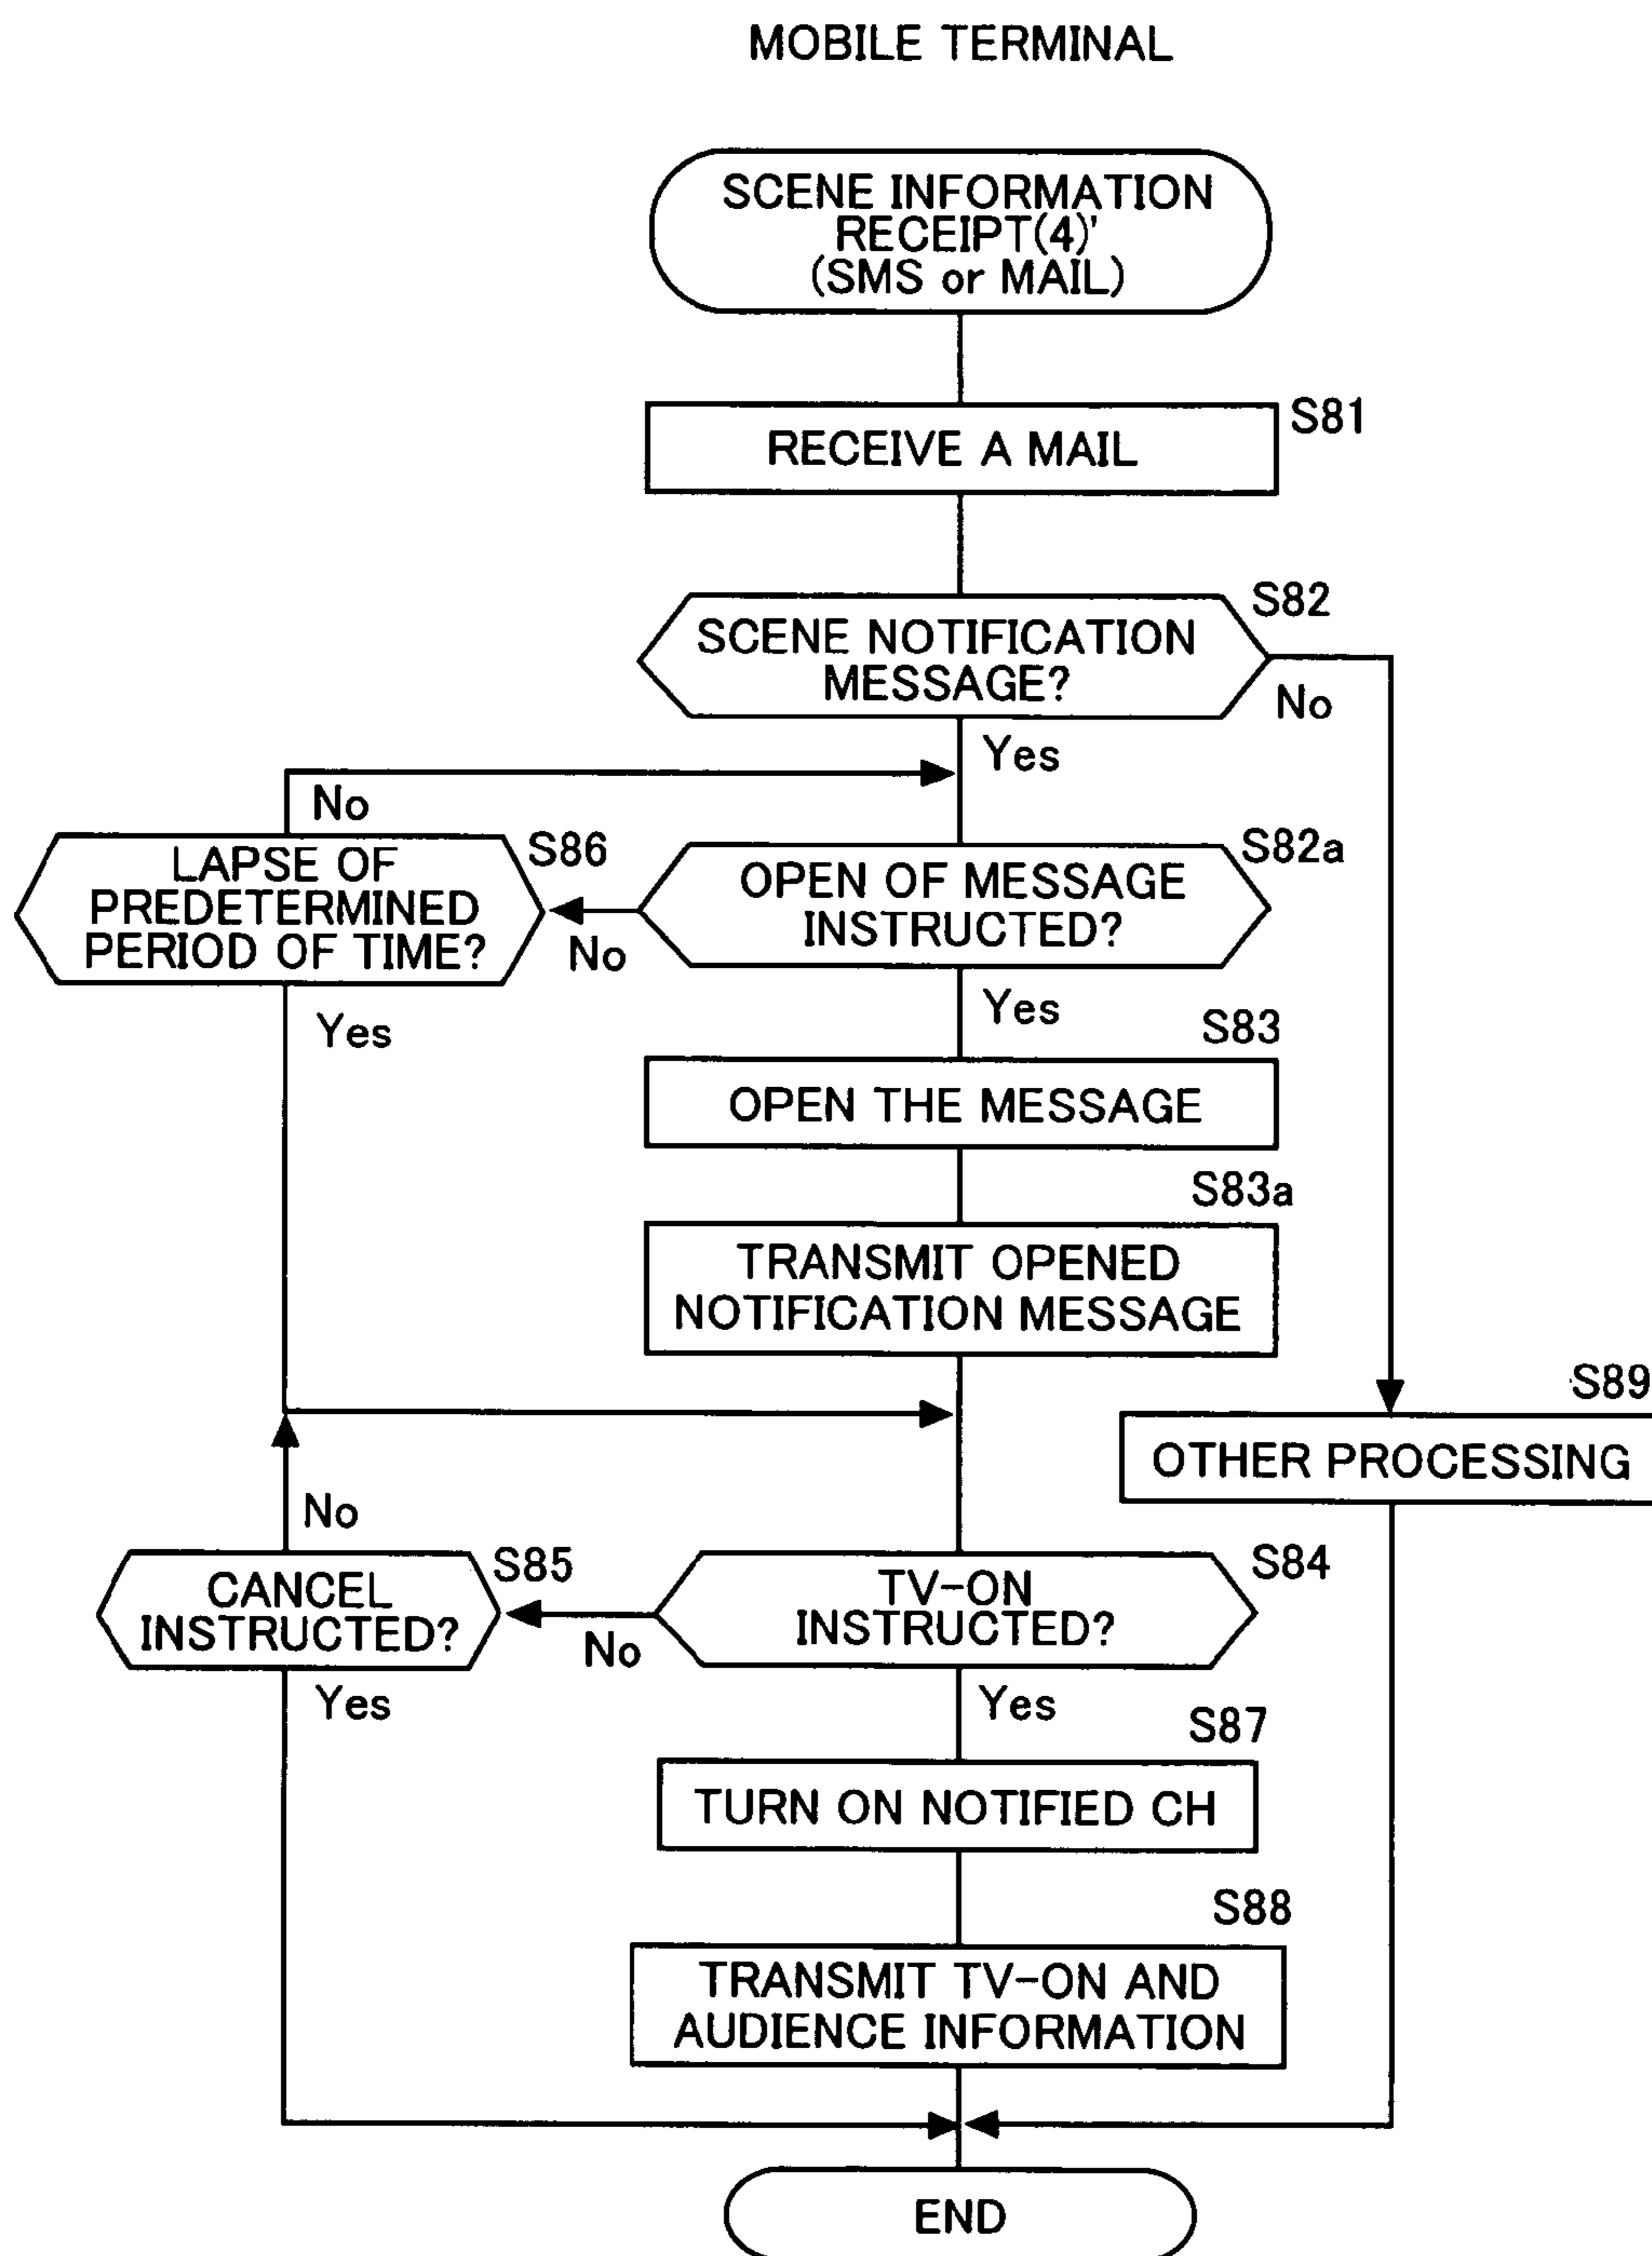 MOBILE TERMINAL
SCENE INFORMATION
RECEIPT(4)'
(SMS or MAIL)
S81
RECEIVE A MAIL
S82
SCENE NOTIFICATION
MESSAGE?
No
Yes
No
S86
LAPSE OF
PREDETERMINED
PERIOD OF TIME?
S82a
OPEN OF MESSAGE
INSTRUCTED?
No
Yes
Yes
S83
OPEN THE MESSAGE
S83a
TRANSMIT OPENED
NOTIFICATION MESSAGE
S89
OTHER PROCESSING
No
S85
CANCEL
INSTRUCTED?
S84
TV-ON
INSTRUCTED?
No
Yes
Yes
S87
TURN ON NOTIFIED CH
S88
TRANSMIT TV-ON AND
AUDIENCE INFORMATION
END